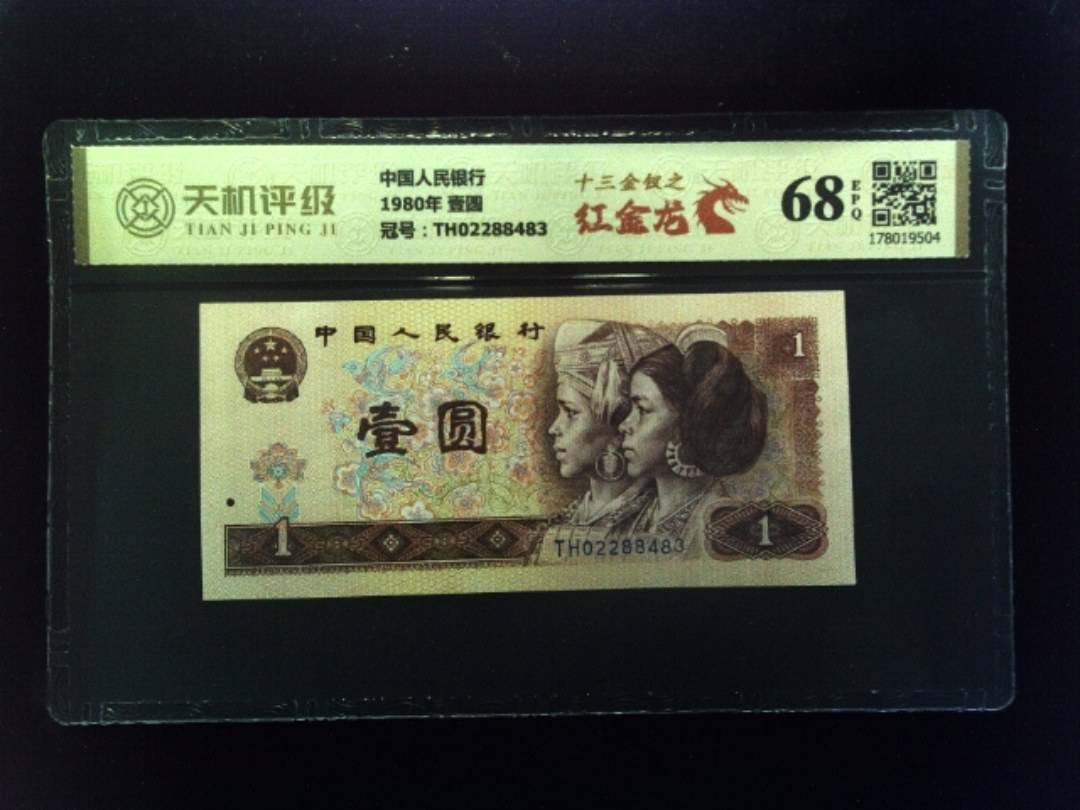 天机评级
TIAN JI PING JI
中国人民银行
1980年 壹圆
冠号：TH02288483
十三金钗之
红金龙
68
EPQ
178019504
中国人民银行
壹圆
1
1
1
TH02288483